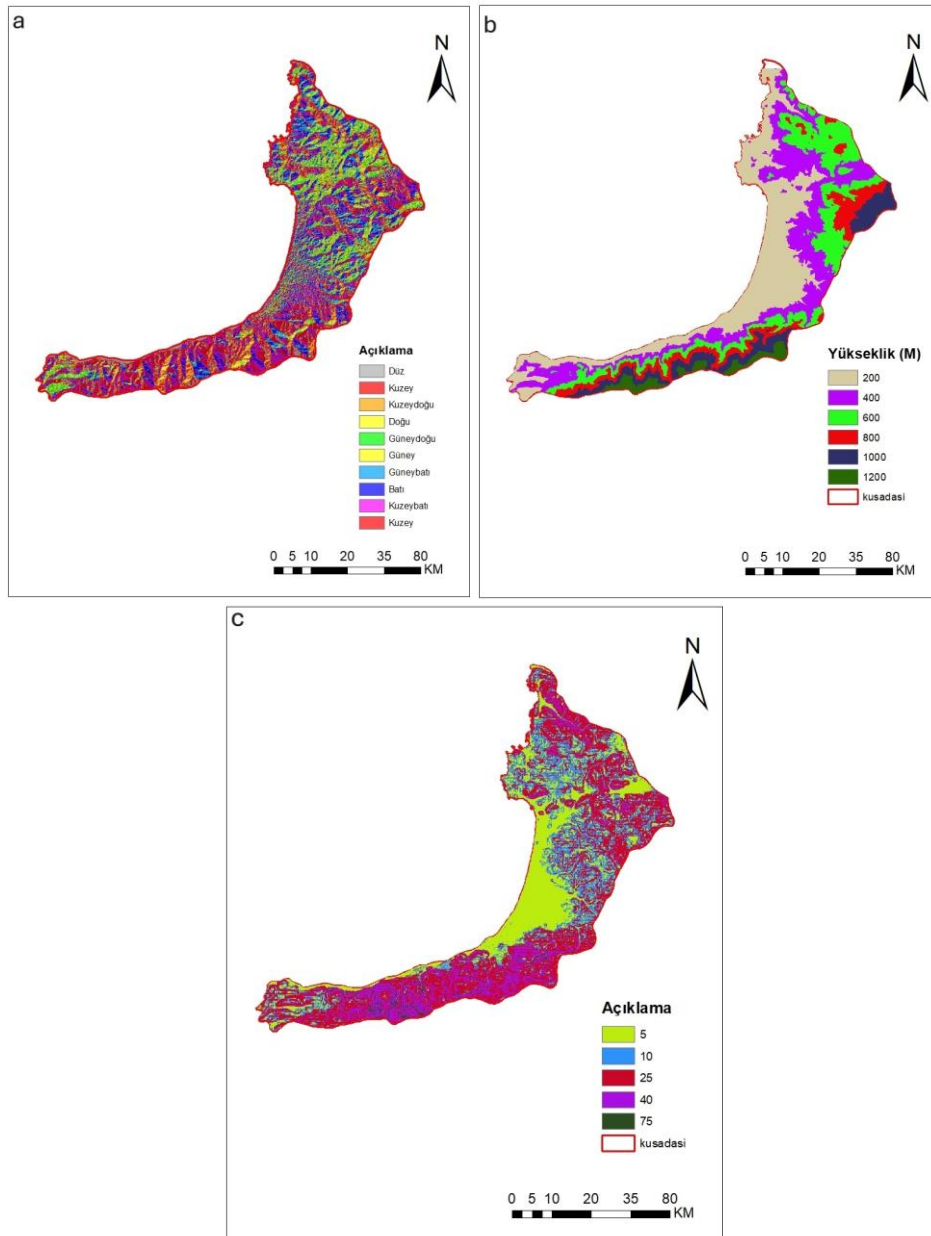 a
N
Açıklama
Düz
Kuzey
Kuzeydoğu
Doğu
Güneydoğu
Güney
Güneybatı
Batı
Kuzeybatı
Kuzey
0 5 10 20 35 80
KM
b
N
Yükseklik (M)
200
400
600
800
1000
1200
kusadasi
0 5 10 20 35 80
KM
c
N
Açıklama
5
10
25
40
75
kusadasi
0 5 10 20 35 80
KM